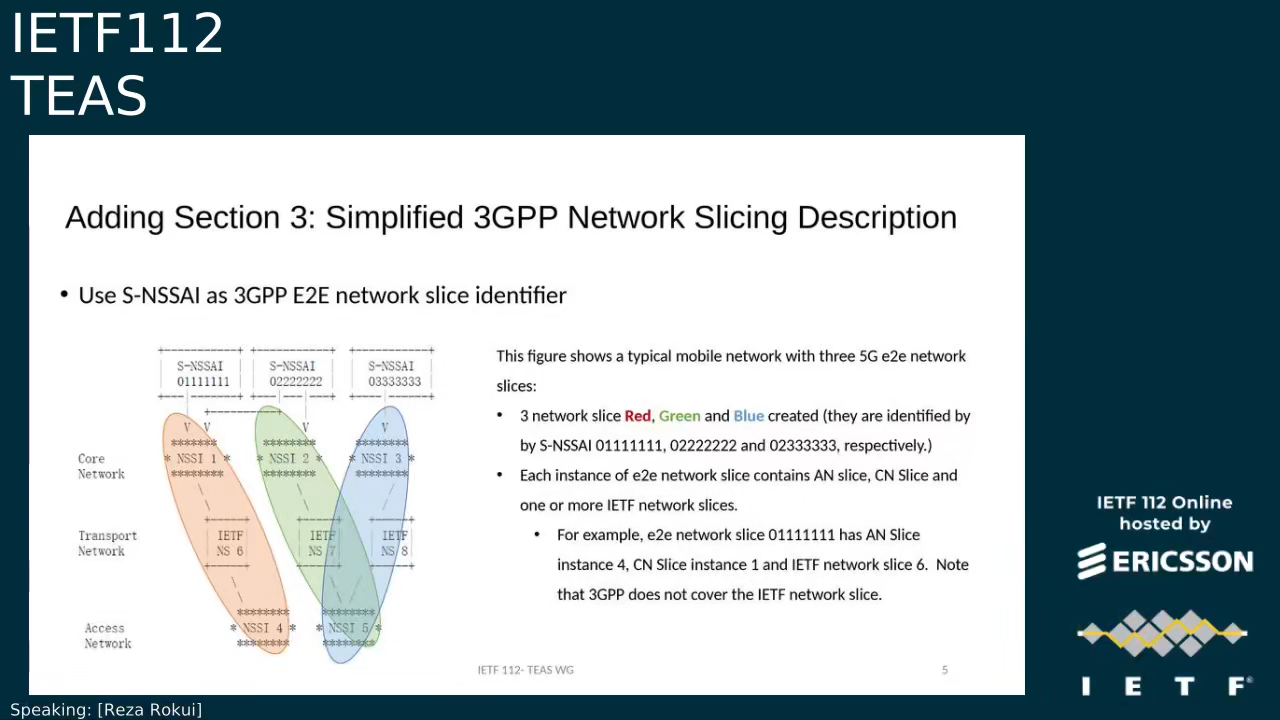 IETF112
TEAS
Adding Section 3: Simplified 3GPP Network Slicing Description
• Use S-NSSAI as 3GPP E2E network slice identifier
S-NSSAI S-NSSAI S-NSSAI
01111111 02222222 03333333
V V V V
Core * NSSI 1 * * NSSI 2 * * NSSI 3 *
Network
Transport IETF IETF IETF
Network NS 6 NS 7 NS 8
Access * NSSI 4 * * NSSI 5 *
Network
This figure shows a typical mobile network with three 5G e2e network
slices:
• 3 network slice Red, Green and Blue created (they are identified by
by S-NSSAI 01111111, 02222222 and 02333333, respectively.)
• Each instance of e2e network slice contains AN slice, CN Slice and
one or more IETF network slices.
• For example, e2e network slice 01111111 has AN Slice
instance 4, CN Slice instance 1 and IETF network slice 6. Note
that 3GPP does not cover the IETF network slice.
IETF 112- TEAS WG 5
IETF 112 Online
hosted by
ERICSSON
I E T F®
Speaking: [Reza Rokui]